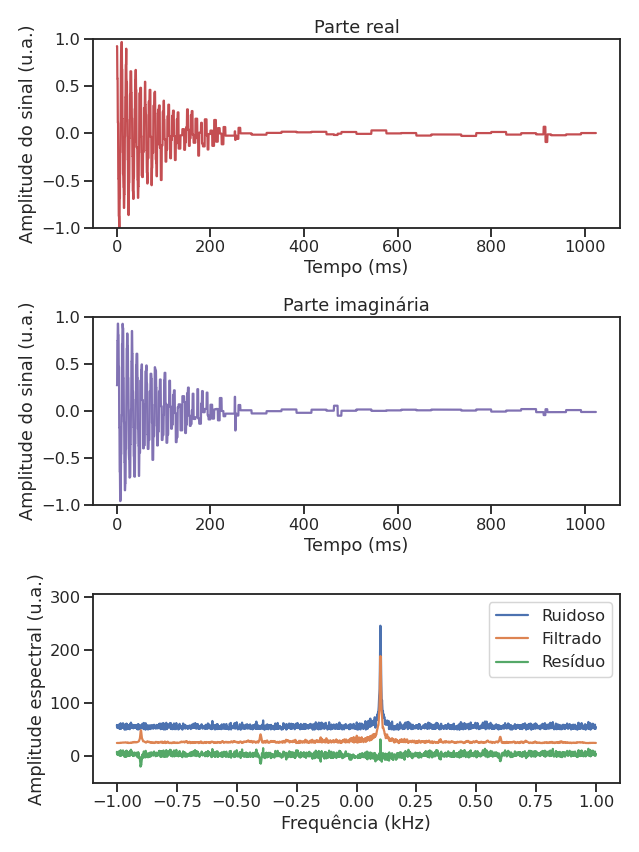 Parte real
Amplitude do sinal (u.a.)
1.0
0.5
0.0
−0.5
−1.0
0 200 400 600 800 1000
Tempo (ms)
Parte imaginária
Amplitude do sinal (u.a.)
1.0
0.5
0.0
−0.5
−1.0
0 200 400 600 800 1000
Tempo (ms)
Amplitude espectral (u.a.)
300
200
100
0
Ruidoso
Filtrado
Resíduo
−1.00 −0.75 −0.50 −0.25 0.00 0.25 0.50 0.75 1.00
Frequência (kHz)